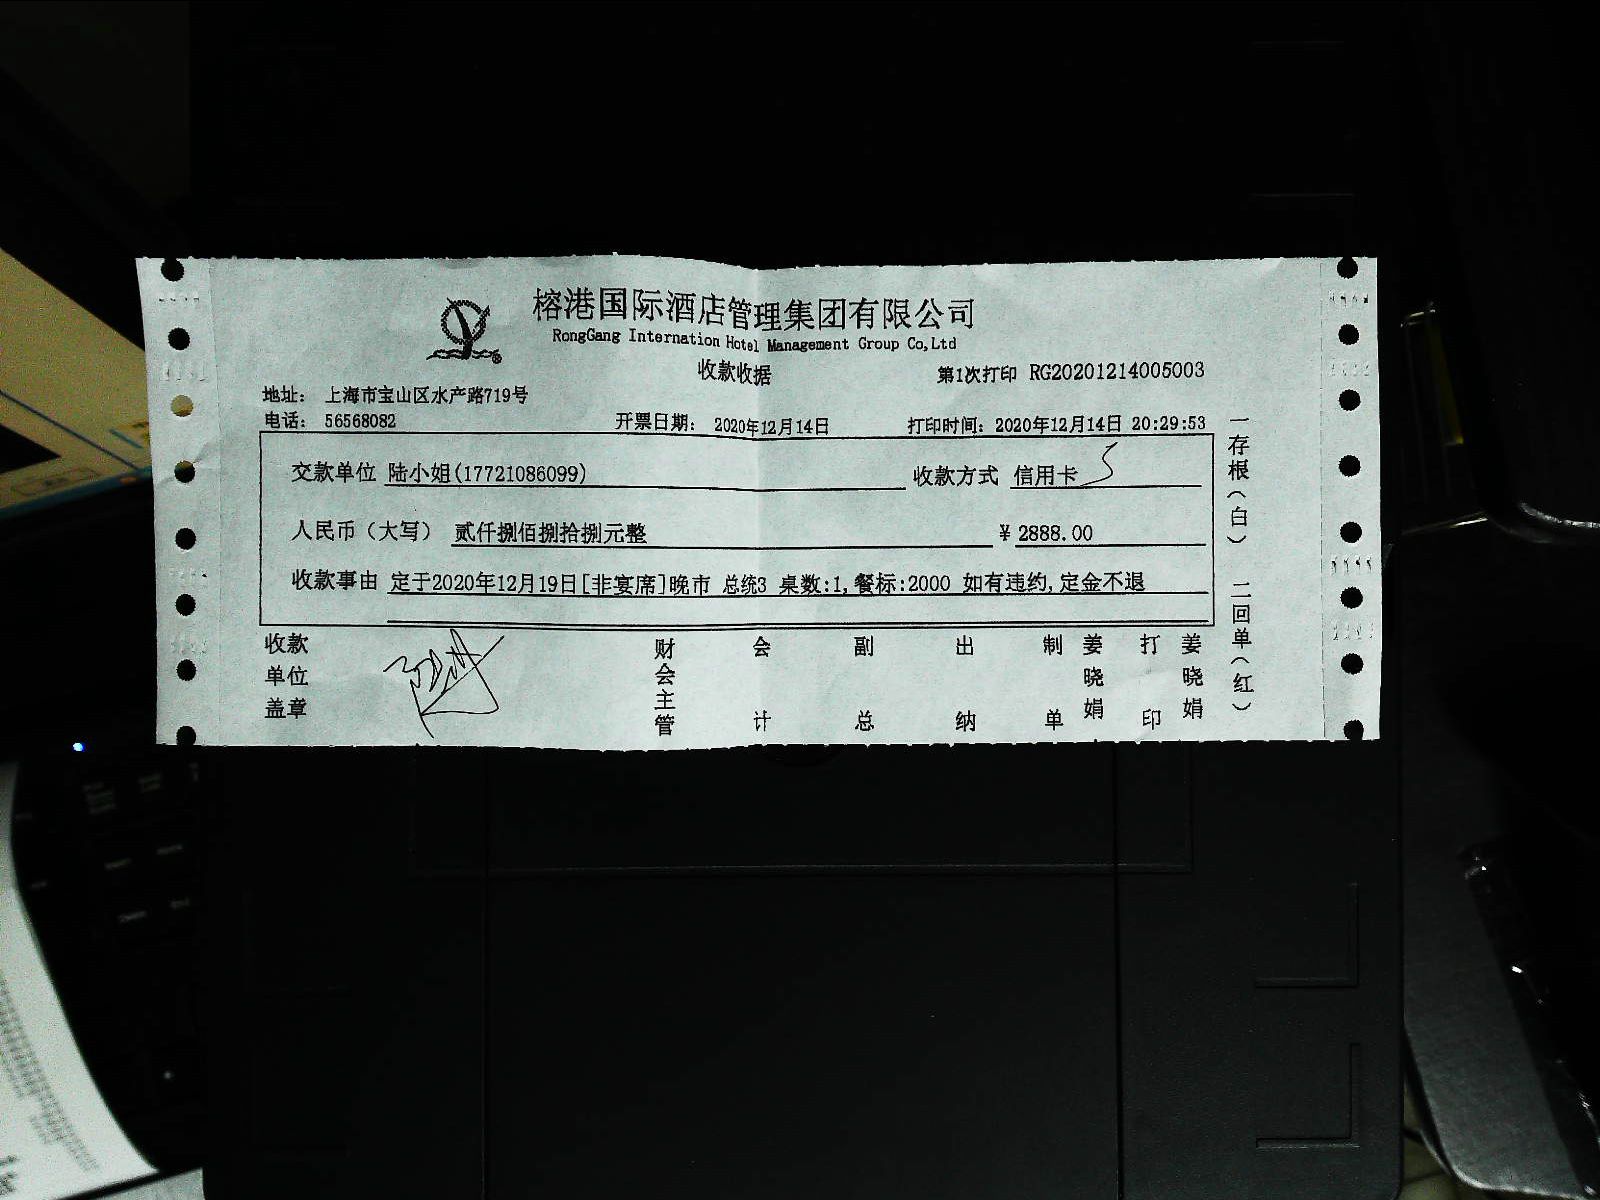 榕港国际酒店管理集团有限公司
RongGang Internation Hotel Management Group Co,Ltd
收款收据
第1次打印 RG20201214005003
地址： 上海市宝山区水产路719号
电话： 56568082 开票日期： 2020年12月14日 打印时间：2020年12月14日 20:29:53
交款单位 陆小姐(17721086099) 收款方式 信用卡
人民币（大写） 贰仟捌佰捌拾捌元整 ￥2888.00
收款事由 定于2020年12月19日[非宴席]晚市 总统3 桌数:1,餐标:2000 如有违约,定金不退
收款单位盖章 财会主管 会计 副总 出纳 制单 姜晓娟 打印 姜晓娟
一存根（白） 二回单（红）